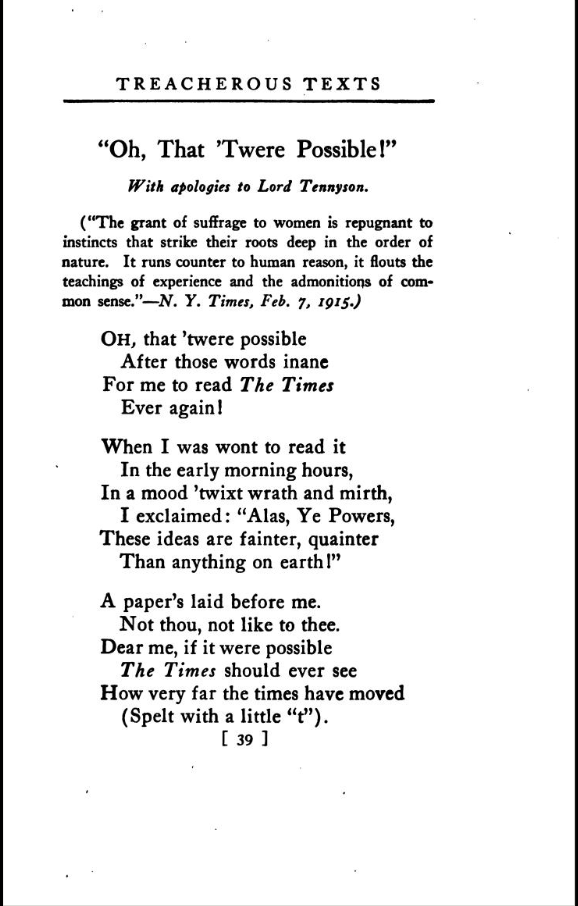 TREACHEROUS TEXTS
“Oh, That ’Twere Possible!”
With apologies to Lord Tennyson.
(“The grant of suffrage to women is repugnant to
instincts that strike their roots deep in the order of
nature. It runs counter to human reason, it flouts the
teachings of experience and the admonitions of com-
mon sense.”—N. Y. Times, Feb. 7, 1915.)
OH, that ’twere possible
After those words inane
For me to read The Times
Ever again!
When I was wont to read it
In the early morning hours,
In a mood ’twixt wrath and mirth,
I exclaimed: “Alas, Ye Powers,
These ideas are fainter, quainter
Than anything on earth!”
A paper’s laid before me.
Not thou, not like to thee.
Dear me, if it were possible
The Times should ever see
How very far the times have moved
(Spelt with a little “t”).
[ 39 ]